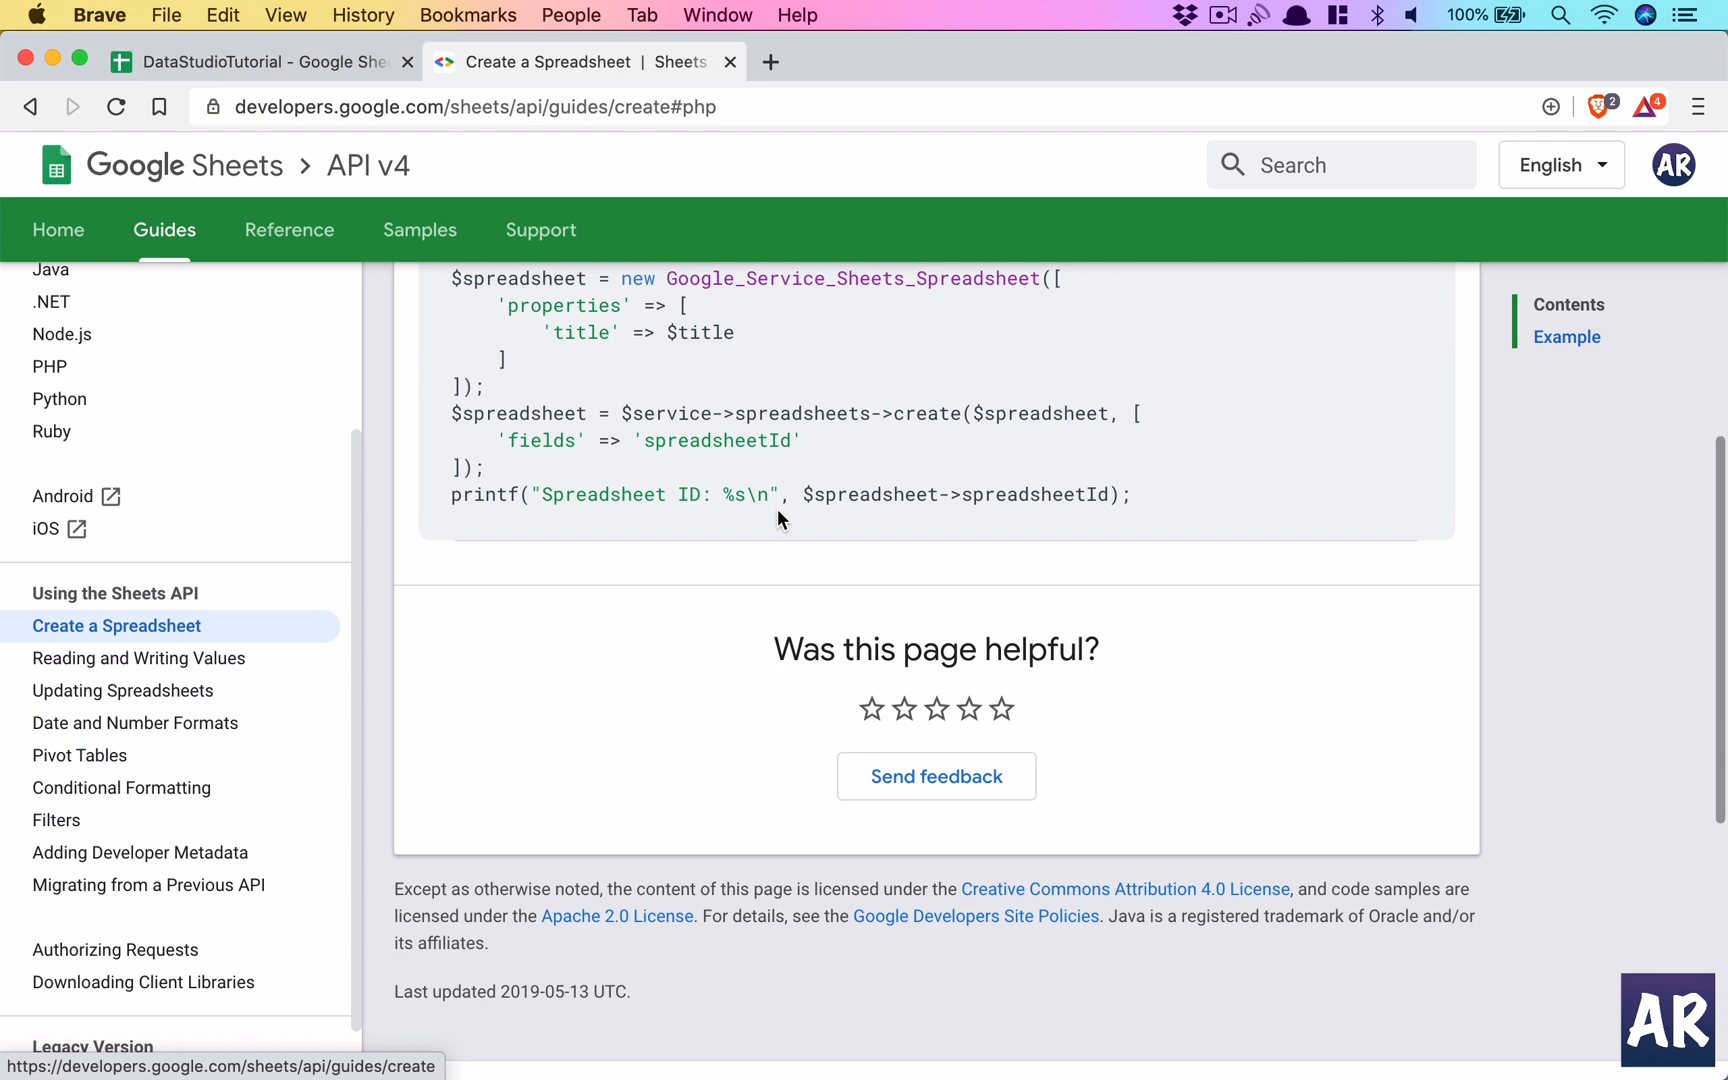 Brave File Edit View History Bookmarks People Tab Window Help 100%
DataStudioTutorial - Google She
Create a Spreadsheet | Sheets
developers.google.com/sheets/api/guides/create#php 2 4
Google Sheets > API v4
Search
English
AR
Home Guides Reference Samples Support
Java
.NET
Node.js
PHP
Python
Ruby
Android
iOS
Using the Sheets API
Create a Spreadsheet
Reading and Writing Values
Updating Spreadsheets
Date and Number Formats
Pivot Tables
Conditional Formatting
Filters
Adding Developer Metadata
Migrating from a Previous API
Authorizing Requests
Downloading Client Libraries
Legacy Version
https://developers.google.com/sheets/api/guides/create
$spreadsheet = new Google_Service_Sheets_Spreadsheet([
'properties' => [
'title' => $title
]
]);
$spreadsheet = $service->spreadsheets->create($spreadsheet, [
'fields' => 'spreadsheetId'
]);
printf("Spreadsheet ID: %s\n", $spreadsheet->spreadsheetId);
Was this page helpful?
Send feedback
Except as otherwise noted, the content of this page is licensed under the Creative Commons Attribution 4.0 License, and code samples are
licensed under the Apache 2.0 License. For details, see the Google Developers Site Policies. Java is a registered trademark of Oracle and/or
its affiliates.
Last updated 2019-05-13 UTC.
Contents
Example
AR